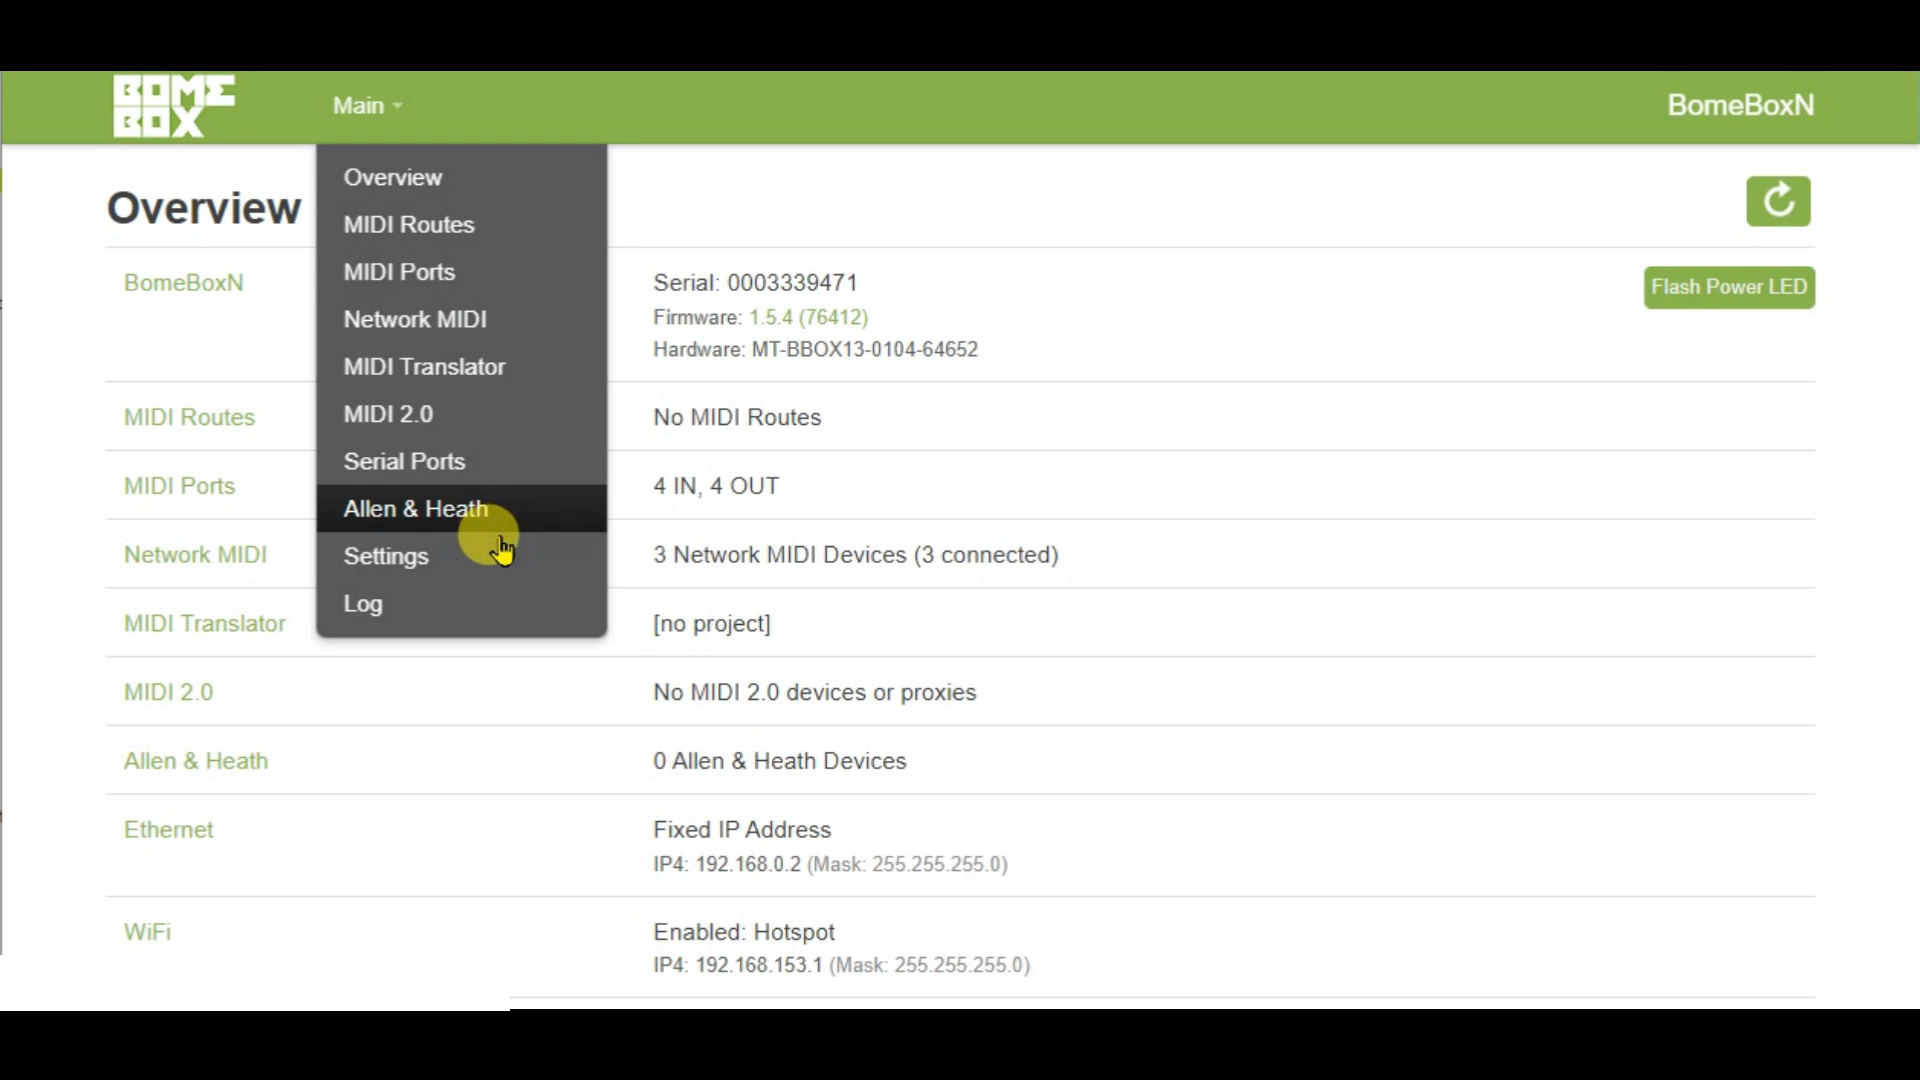 BOME
BOX
Main
BomeBoxN
Overview
MIDI Routes
MIDI Ports
Network MIDI
MIDI Translator
MIDI 2.0
Serial Ports
Allen & Heath
Settings
Log
Overview
BomeBoxN
Serial: 0003339471
Firmware: 1.5.4 (76412)
Hardware: MT-BBOX13-0104-64652
Flash Power LED
MIDI Routes
No MIDI Routes
MIDI Ports
4 IN, 4 OUT
Network MIDI
3 Network MIDI Devices (3 connected)
MIDI Translator
[no project]
MIDI 2.0
No MIDI 2.0 devices or proxies
Allen & Heath
0 Allen & Heath Devices
Ethernet
Fixed IP Address
IP4: 192.168.0.2 (Mask: 255.255.255.0)
WiFi
Enabled: Hotspot
IP4: 192.168.153.1 (Mask: 255.255.255.0)